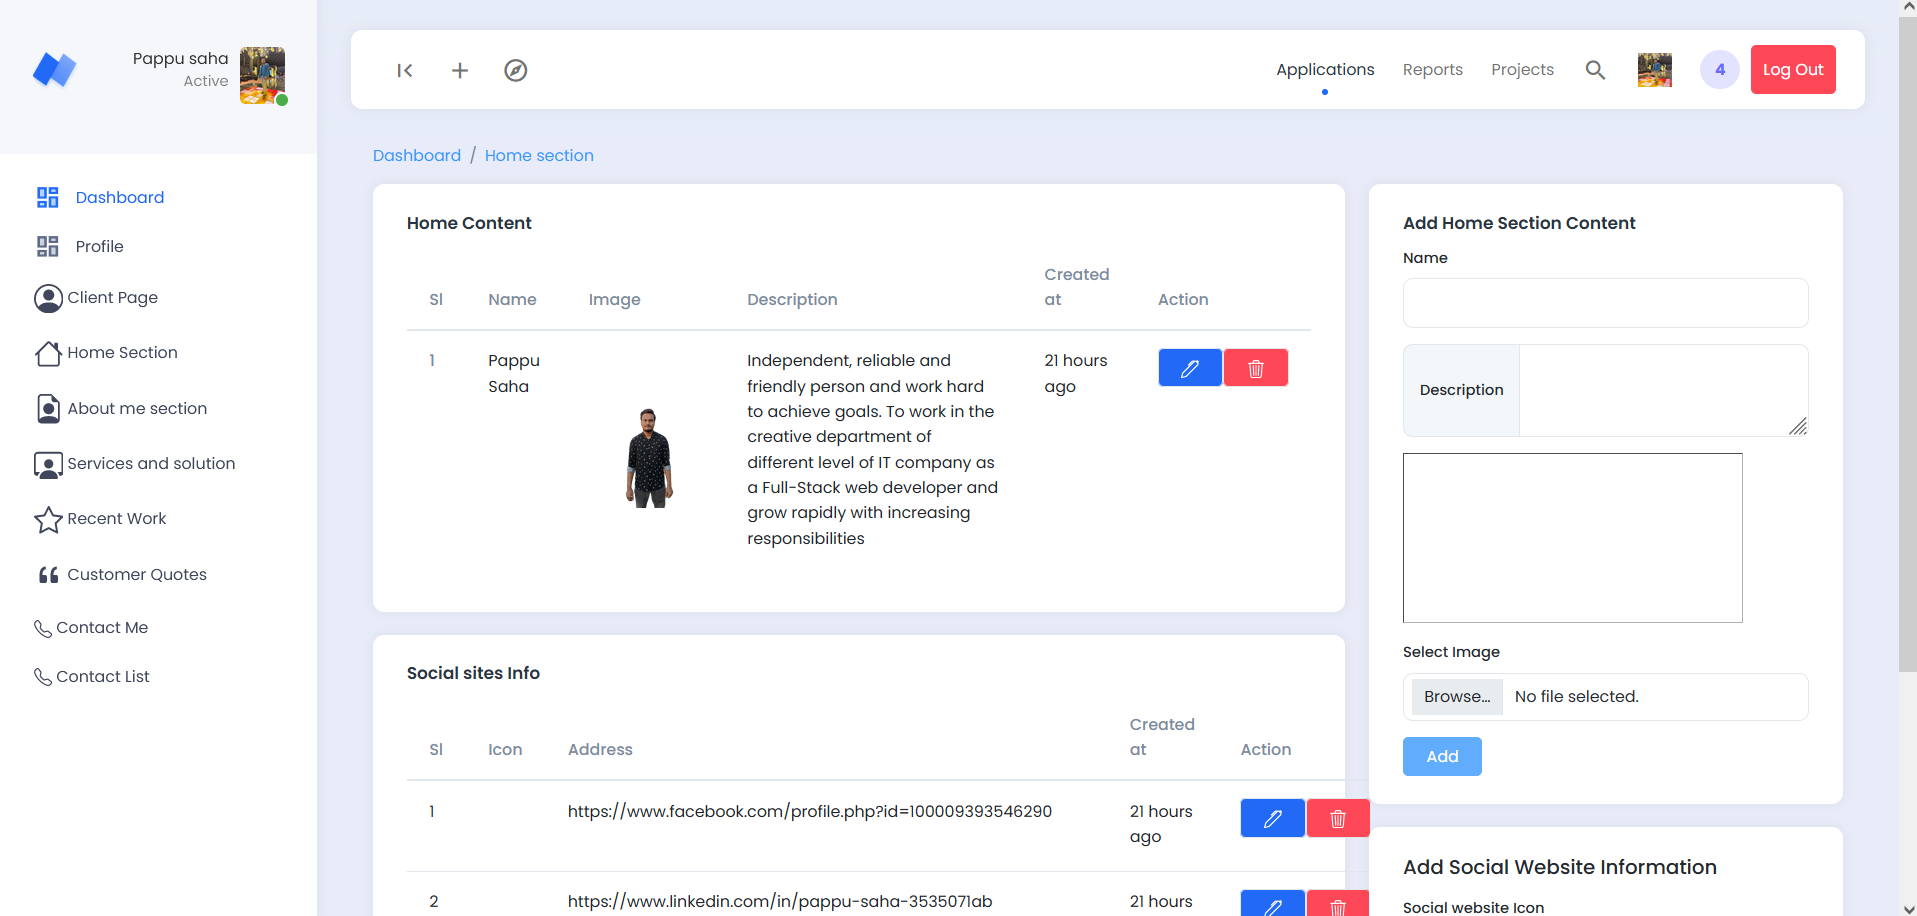 Pappu saha
Active
Dashboard
Profile
Client Page
Home Section
About me section
Services and solution
Recent Work
Customer Quotes
Contact Me
Contact List
Applications
Reports
Projects
4
Log Out
Dashboard / Home section
Home Content
Sl
Name
Image
Description
Created
at
Action
1
Pappu
Saha
Independent, reliable and
friendly person and work hard
to achieve goals. To work in the
creative department of
different level of IT company as
a Full-Stack web developer and
grow rapidly with increasing
responsibilities
21 hours
ago
Social sites Info
Sl
Icon
Address
Created
at
Action
1
https://www.facebook.com/profile.php?id=100009393546290
21 hours
ago
2
https://www.linkedin.com/in/pappu-saha-3535071ab
21 hours
Add Home Section Content
Name
Description
Select Image
Browse...
No file selected.
Add
Add Social Website Information
Social website Icon